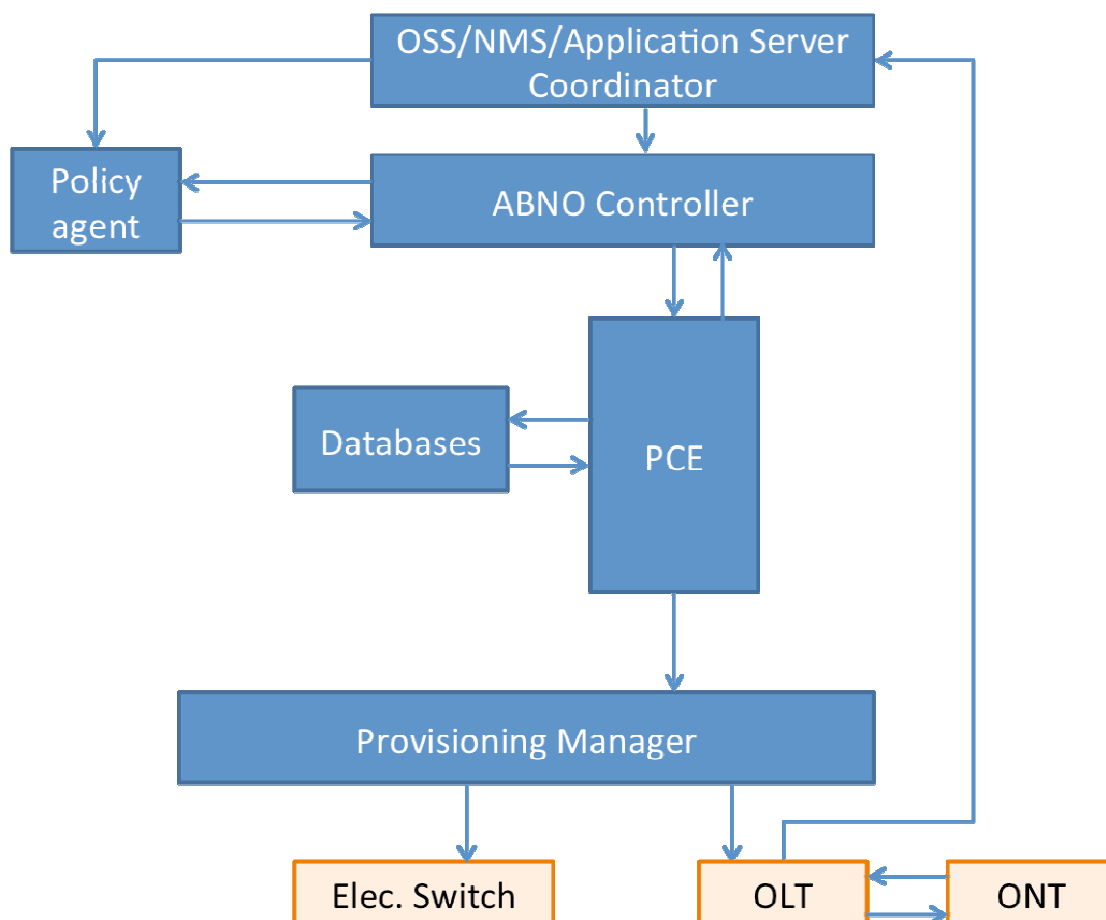 OSS/NMS/Application Server
Coordinator
Policy
agent
ABNO Controller
Databases
PCE
Provisioning Manager
Elec. Switch
OLT
ONT